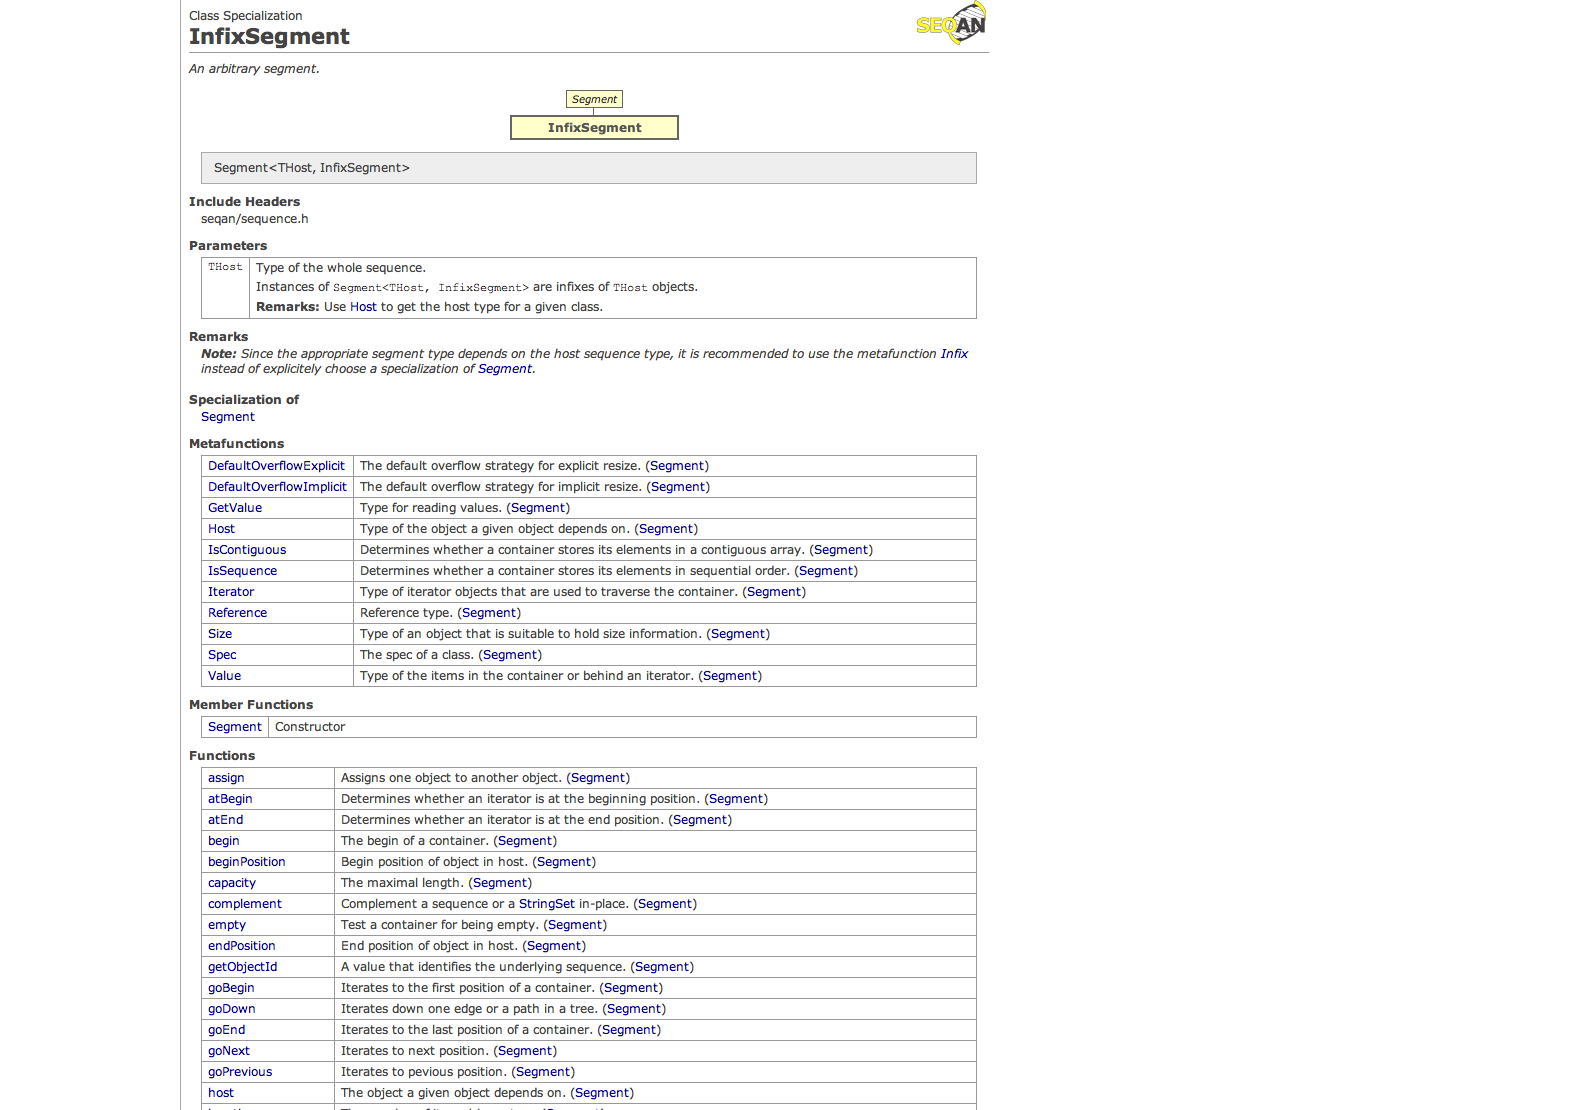 Class Specialization
InfixSegment
SEQAN
An arbitrary segment.
Segment
InfixSegment
Segment<THost, InfixSegment>
Include Headers
seqan/sequence.h
Parameters
THost Type of the whole sequence.
Instances of Segment<THost, InfixSegment> are infixes of THost objects.
Remarks: Use Host to get the host type for a given class.
Remarks
Note: Since the appropriate segment type depends on the host sequence type, it is recommended to use the metafunction Infix
instead of explicitely choose a specialization of Segment.
Specialization of
Segment
Metafunctions
DefaultOverflowExplicit The default overflow strategy for explicit resize. (Segment)
DefaultOverflowImplicit The default overflow strategy for implicit resize. (Segment)
GetValue Type for reading values. (Segment)
Host Type of the object a given object depends on. (Segment)
IsContiguous Determines whether a container stores its elements in a contiguous array. (Segment)
IsSequence Determines whether a container stores its elements in sequential order. (Segment)
Iterator Type of iterator objects that are used to traverse the container. (Segment)
Reference Reference type. (Segment)
Size Type of an object that is suitable to hold size information. (Segment)
Spec The spec of a class. (Segment)
Value Type of the items in the container or behind an iterator. (Segment)
Member Functions
Segment Constructor
Functions
assign Assigns one object to another object. (Segment)
atBegin Determines whether an iterator is at the beginning position. (Segment)
atEnd Determines whether an iterator is at the end position. (Segment)
begin The begin of a container. (Segment)
beginPosition Begin position of object in host. (Segment)
capacity The maximal length. (Segment)
complement Complement a sequence or a StringSet in-place. (Segment)
empty Test a container for being empty. (Segment)
endPosition End position of object in host. (Segment)
getObjectId A value that identifies the underlying sequence. (Segment)
goBegin Iterates to the first position of a container. (Segment)
goDown Iterates down one edge or a path in a tree. (Segment)
goEnd Iterates to the last position of a container. (Segment)
goNext Iterates to next position. (Segment)
goPrevious Iterates to pevious position. (Segment)
host The object a given object depends on. (Segment)